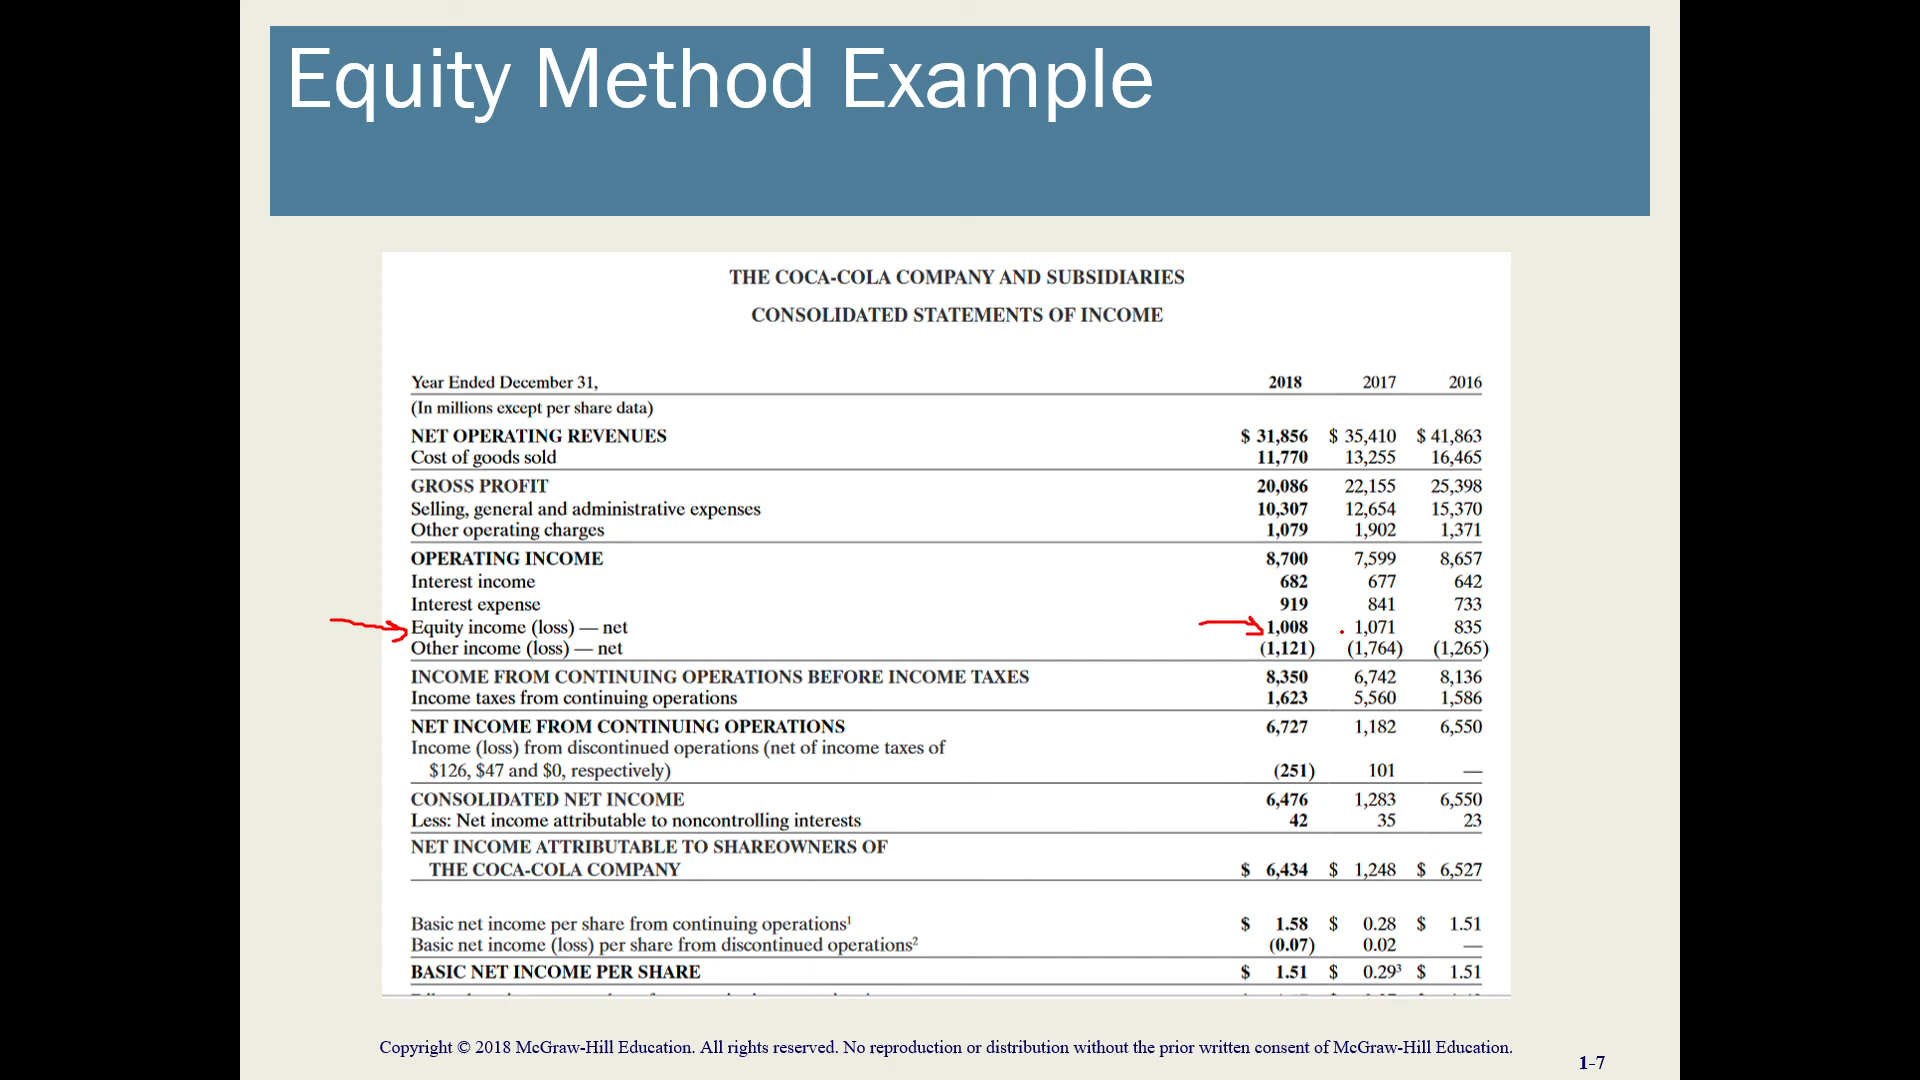 Equity Method Example
THE COCA-COLA COMPANY AND SUBSIDIARIES
CONSOLIDATED STATEMENTS OF INCOME
Year Ended December 31, 2018 2017 2016
(In millions except per share data)
NET OPERATING REVENUES $ 31,856 $ 35,410 $ 41,863
Cost of goods sold 11,770 13,255 16,465
GROSS PROFIT 20,086 22,155 25,398
Selling, general and administrative expenses 10,307 12,654 15,370
Other operating charges 1,079 1,902 1,371
OPERATING INCOME 8,700 7,599 8,657
Interest income 682 677 642
Interest expense 919 841 733
Equity income (loss) — net 1,008 1,071 835
Other income (loss) — net (1,121) (1,764) (1,265)
INCOME FROM CONTINUING OPERATIONS BEFORE INCOME TAXES 8,350 6,742 8,136
Income taxes from continuing operations 1,623 5,560 1,586
NET INCOME FROM CONTINUING OPERATIONS 6,727 1,182 6,550
Income (loss) from discontinued operations (net of income taxes of
$126, $47 and $0, respectively) (251) 101 —
CONSOLIDATED NET INCOME 6,476 1,283 6,550
Less: Net income attributable to noncontrolling interests 42 35 23
NET INCOME ATTRIBUTABLE TO SHAREOWNERS OF
THE COCA-COLA COMPANY $ 6,434 $ 1,248 $ 6,527
Basic net income per share from continuing operations¹ $ 1.58 $ 0.28 $ 1.51
Basic net income (loss) per share from discontinued operations² (0.07) 0.02 —
BASIC NET INCOME PER SHARE $ 1.51 $ 0.29³ $ 1.51
Copyright © 2018 McGraw-Hill Education. All rights reserved. No reproduction or distribution without the prior written consent of McGraw-Hill Education.
1-7